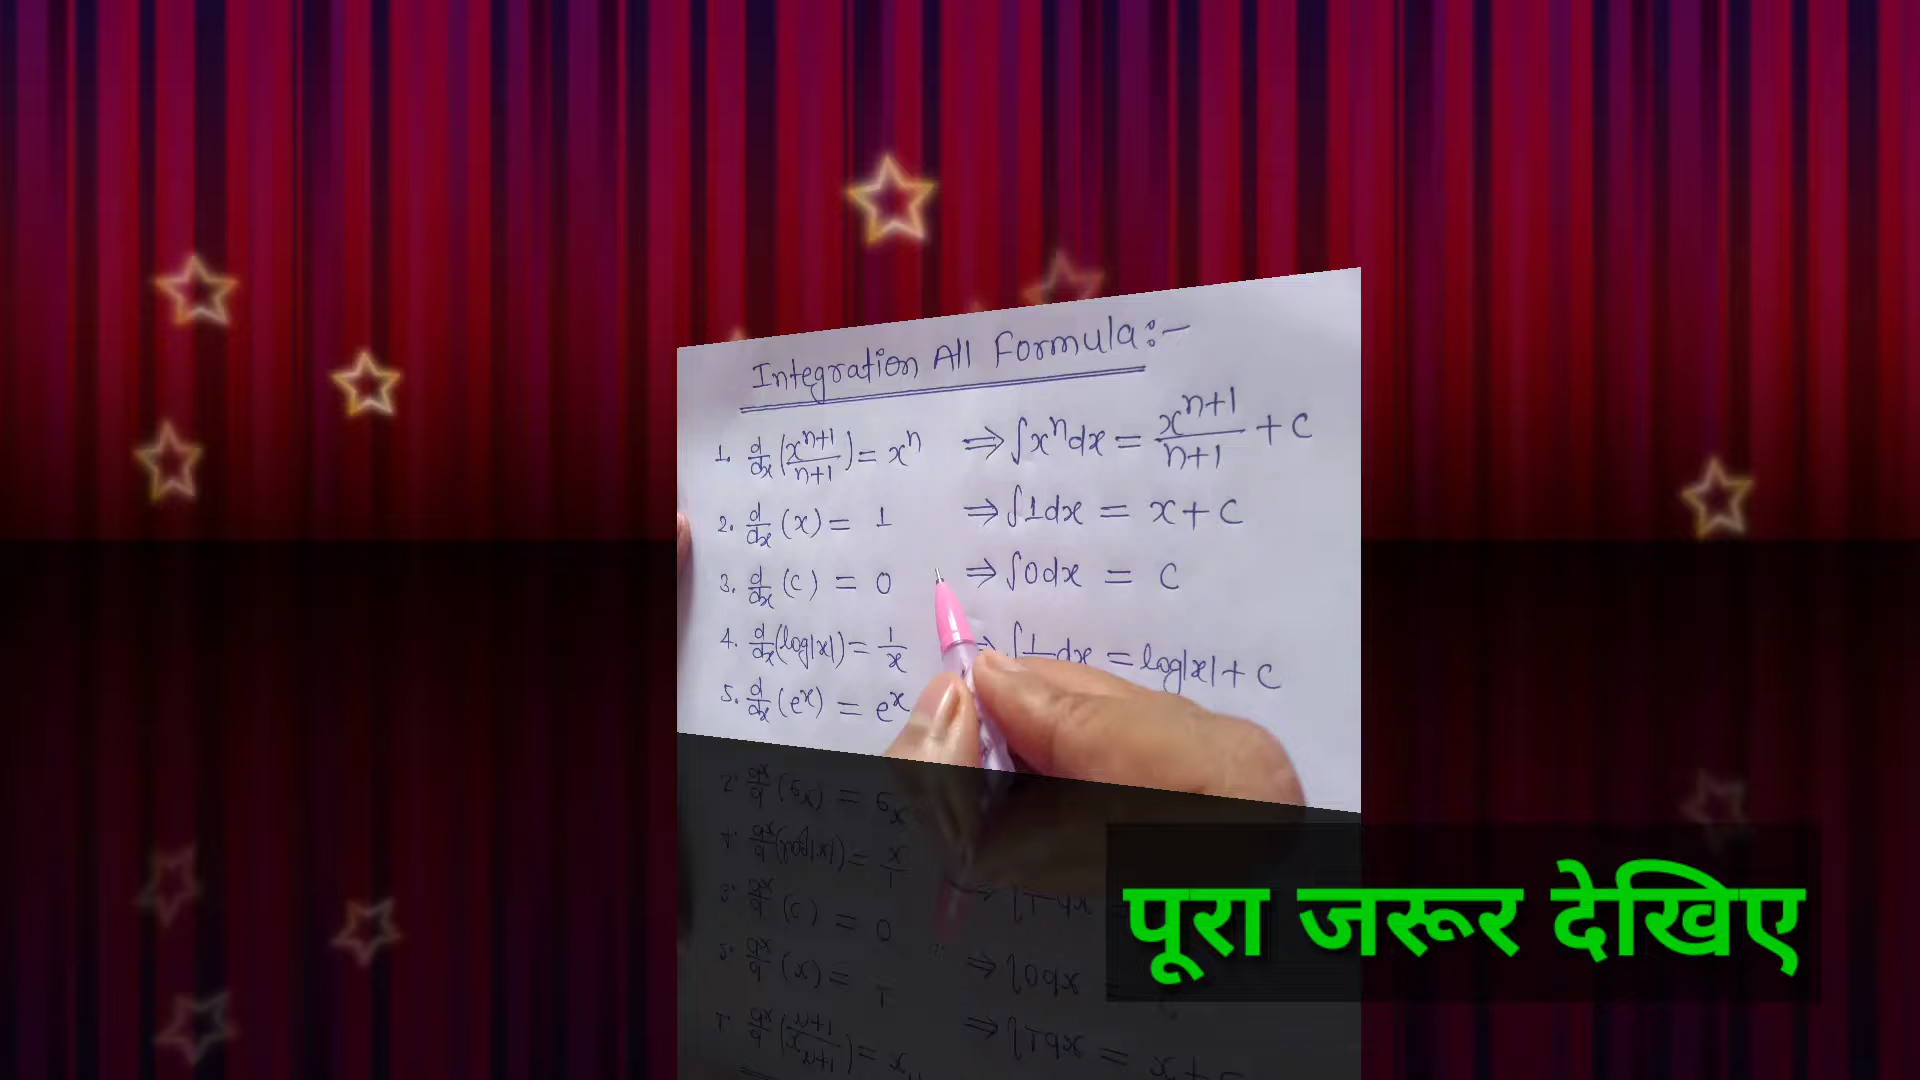 Integration All Formula:-
1. d/dx (x^(n+1)/(n+1)) = x^n ⇒ ∫x^n dx = x^(n+1)/(n+1) + c
2. d/dx (x) = 1 ⇒ ∫1dx = x + c
3. d/dx (c) = 0 ⇒ ∫0dx = c
4. d/dx (log|x|) = 1/x ⇒ ∫1 dx = log|x| + c
5. d/dx (e^x) = e^x
पूरा जरूर देखिए